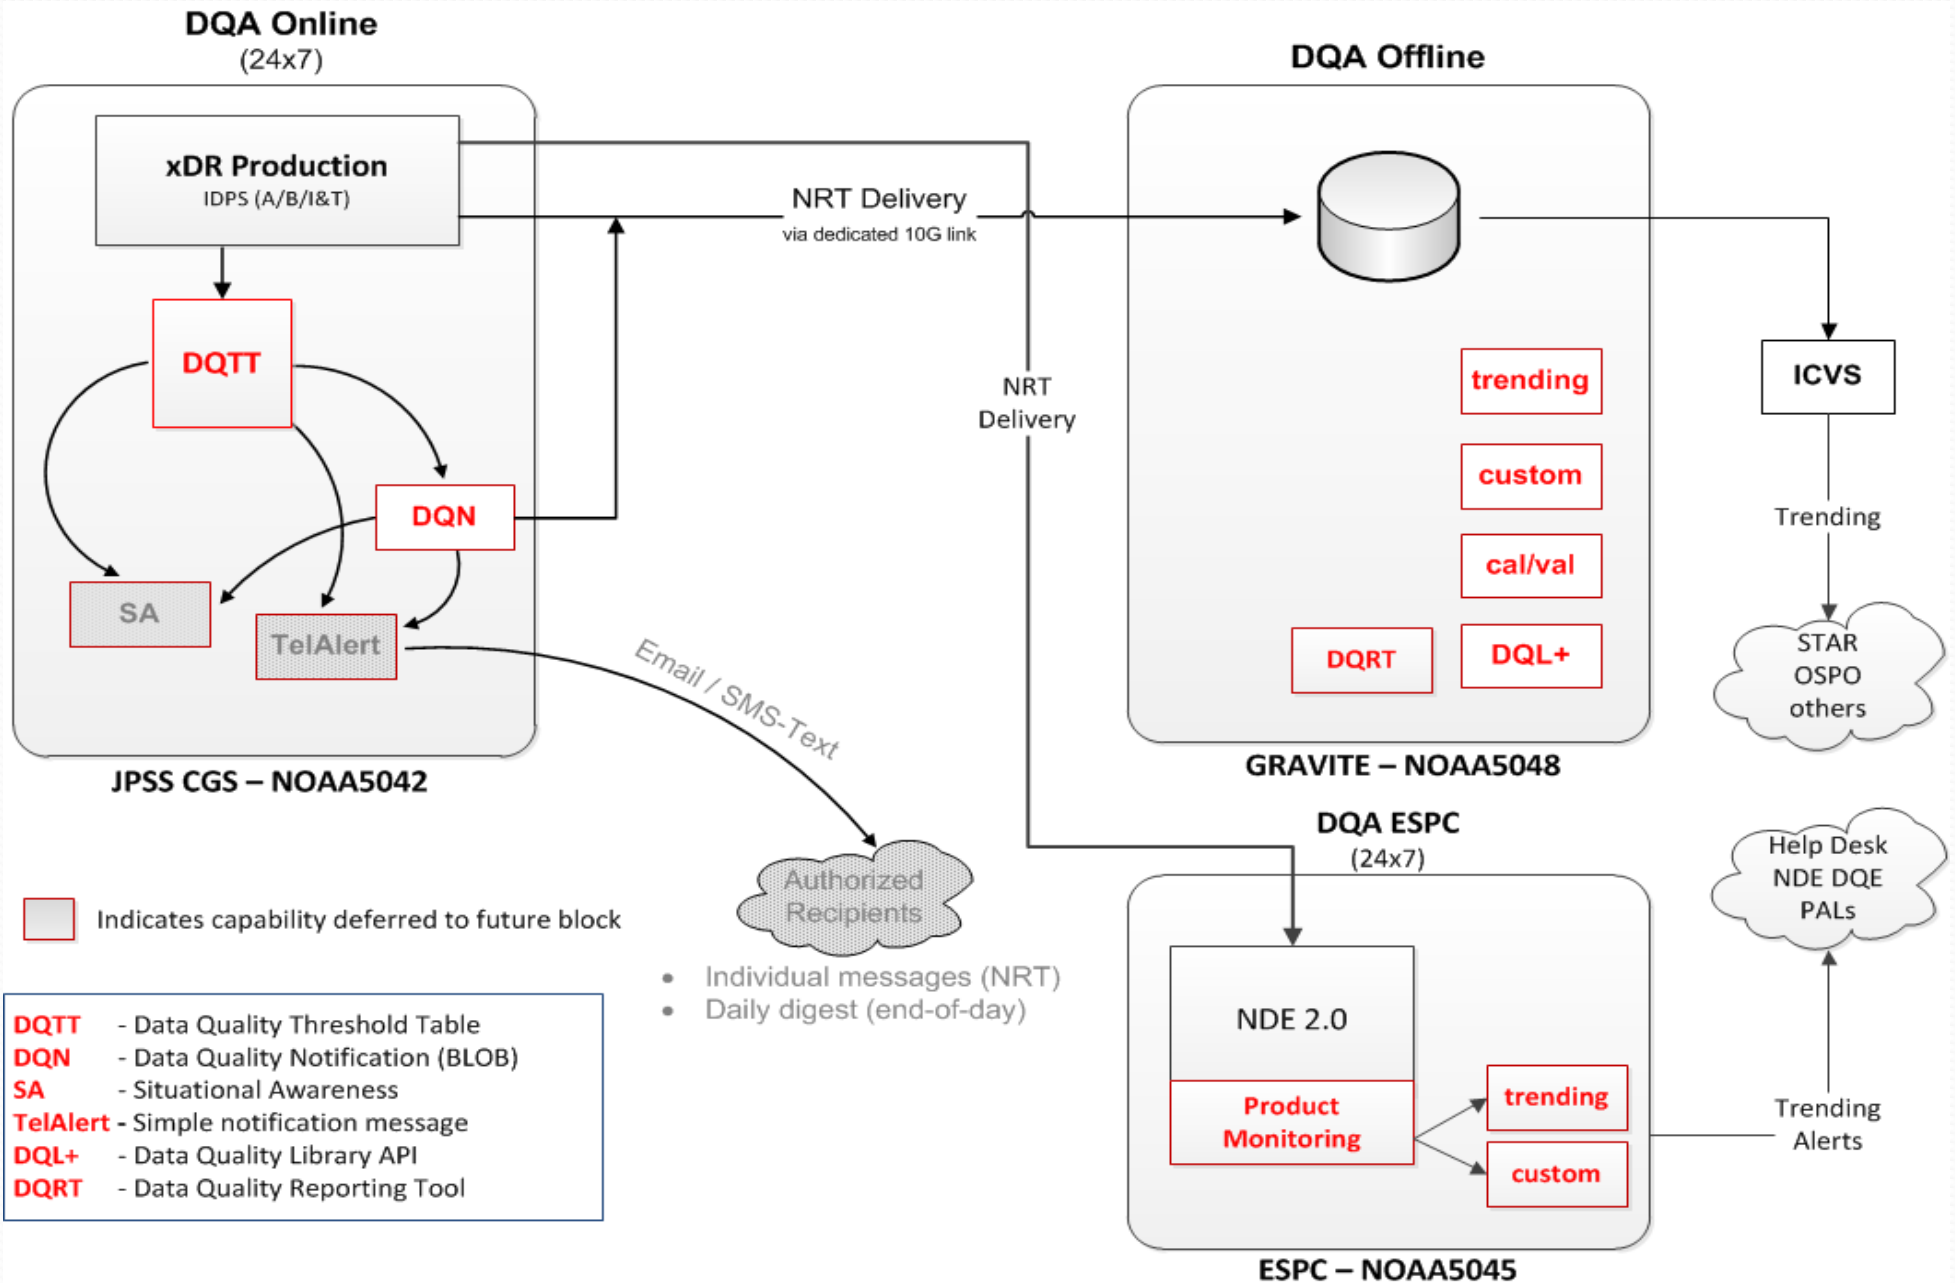 DQA Online
(24x7)
xDR Production
IDPS (A/B/I&T)
DQTT
DQN
SA
TelAlert
JPSS CGS – NOAA5042
NRT Delivery
via dedicated 10G link
NRT
Delivery
Email / SMS-Text
Authorized
Recipients
• Individual messages (NRT)
• Daily digest (end-of-day)
DQA Offline
trending
custom
cal/val
DQRT
DQL+
GRAVITE – NOAA5048
ICVS
Trending
STAR
OSPO
others
DQA ESPC
(24x7)
NDE 2.0
Product
Monitoring
trending
custom
ESPC – NOAA5045
Trending
Alerts
Help Desk
NDE DQE
PALs
Indicates capability deferred to future block
DQTT - Data Quality Threshold Table
DQN - Data Quality Notification (BLOB)
SA - Situational Awareness
TelAlert - Simple notification message
DQL+ - Data Quality Library API
DQRT - Data Quality Reporting Tool